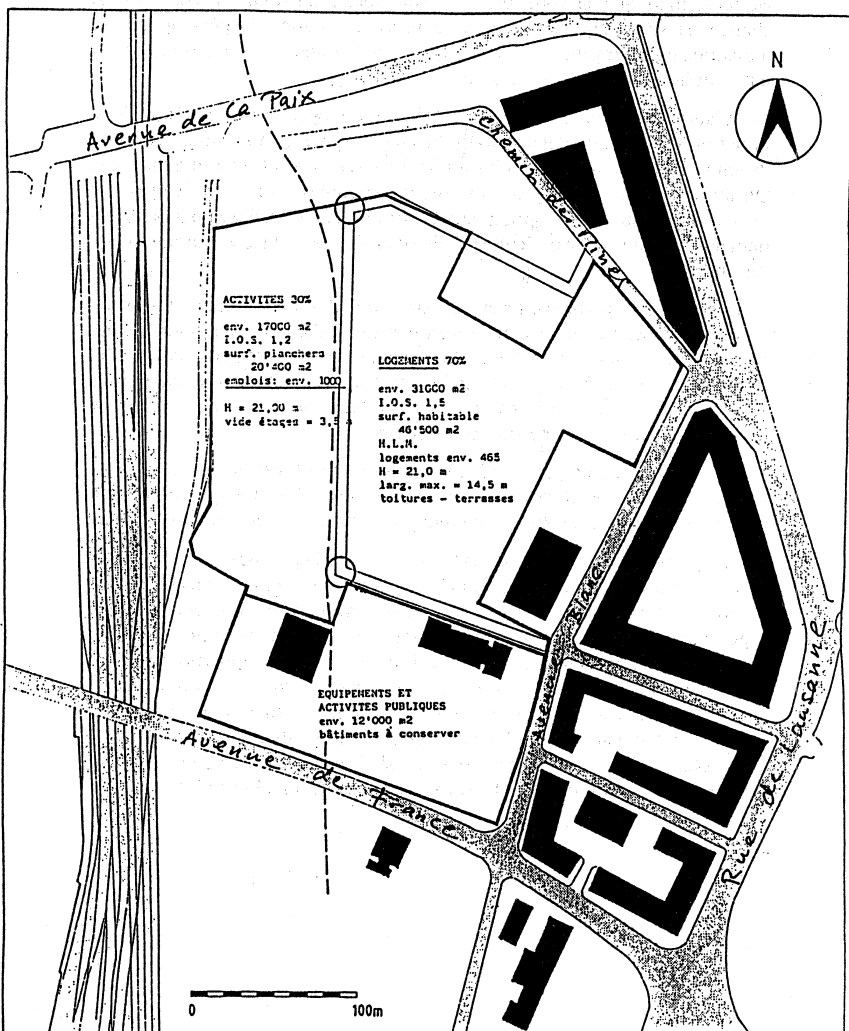 N
Avenue de la Paix
Chemin des Mines
ACTIVITES 30%
env. 17000 m2
I.O.S. 1,2
surf. planchers
20'400 m2
emplois: env. 1000
H = 21,00 m
vide étages = 3,5 m
LOGEMENTS 70%
env. 31000 m2
I.O.S. 1,5
surf. habitable
46'500 m2
H.L.M.
logements env. 465
H = 21,0 m
larg. max. = 14,5 m
toitures - terrasses
EQUIPEMENTS ET
ACTIVITES PUBLIQUES
env. 12'000 m2
bâtiments à conserver
Avenue Blanc
Avenue de France
Rue de Lausanne
0 100m